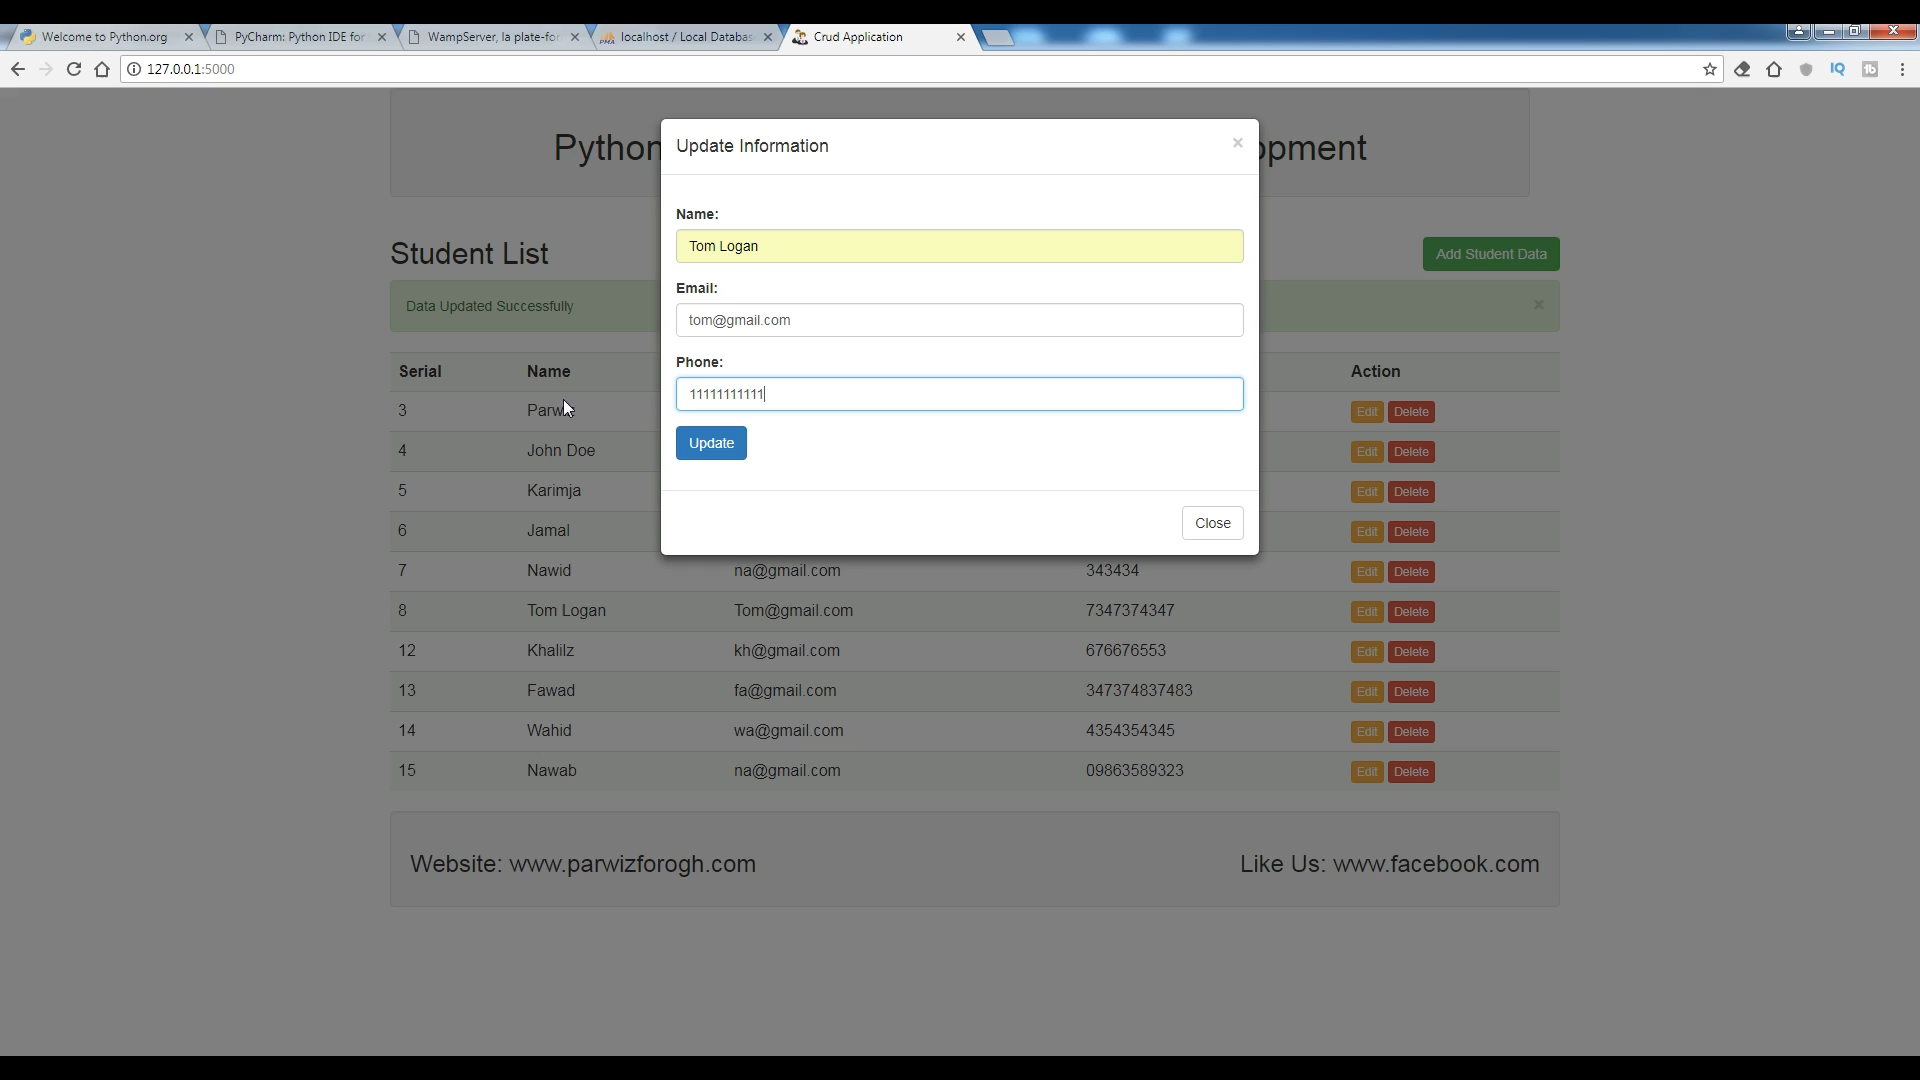 Welcome to Python.org
PyCharm: Python IDE for
WampServer, la plate-for
localhost / Local Databas
Crud Application
127.0.0.1:5000
Python
opment
Update Information
×
Name:
Tom Logan
Email:
tom@gmail.com
Phone:
11111111111
Update
Close
Student List
Add Student Data
Data Updated Successfully
×
Serial Name Action
3 Parw Edit Delete
4 John Doe Edit Delete
5 Karimja Edit Delete
6 Jamal Edit Delete
7 Nawid na@gmail.com 343434 Edit Delete
8 Tom Logan Tom@gmail.com 7347374347 Edit Delete
12 Khalilz kh@gmail.com 676676553 Edit Delete
13 Fawad fa@gmail.com 347374837483 Edit Delete
14 Wahid wa@gmail.com 4354354345 Edit Delete
15 Nawab na@gmail.com 09863589323 Edit Delete
Website: www.parwizforogh.com
Like Us: www.facebook.com